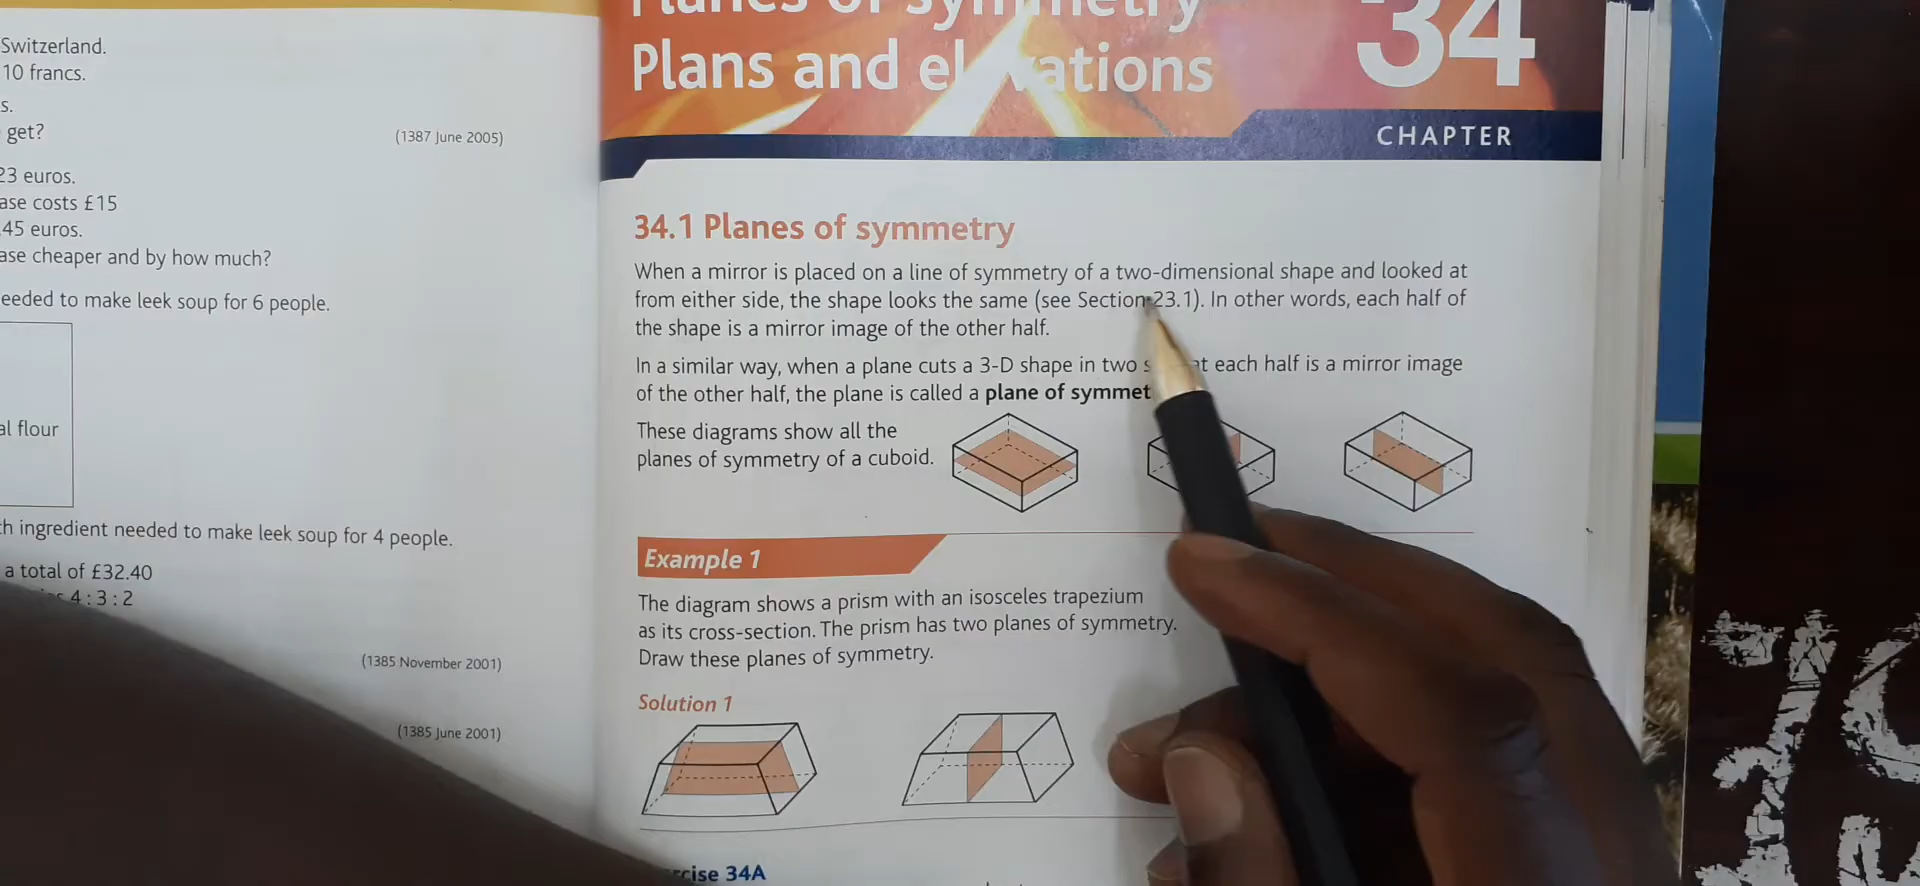 Switzerland.
10 francs.
s.
get?
(1387 June 2005)
23 euros.
ase costs £15
45 euros.
ase cheaper and by how much?
eeded to make leek soup for 6 people.
al flour
ch ingredient needed to make leek soup for 4 people.
a total of £32.40
4 : 3 : 2
(1385 November 2001)
(1385 June 2001)
Planes of symmetry
Plans and el vations
34
CHAPTER
34.1 Planes of symmetry
When a mirror is placed on a line of symmetry of a two-dimensional shape and looked at
from either side, the shape looks the same (see Section 23.1). In other words, each half of
the shape is a mirror image of the other half.
In a similar way, when a plane cuts a 3-D shape in two s at each half is a mirror image
of the other half, the plane is called a plane of symmet
These diagrams show all the
planes of symmetry of a cuboid.
Example 1
The diagram shows a prism with an isosceles trapezium
as its cross-section. The prism has two planes of symmetry.
Draw these planes of symmetry.
Solution 1
rcise 34A